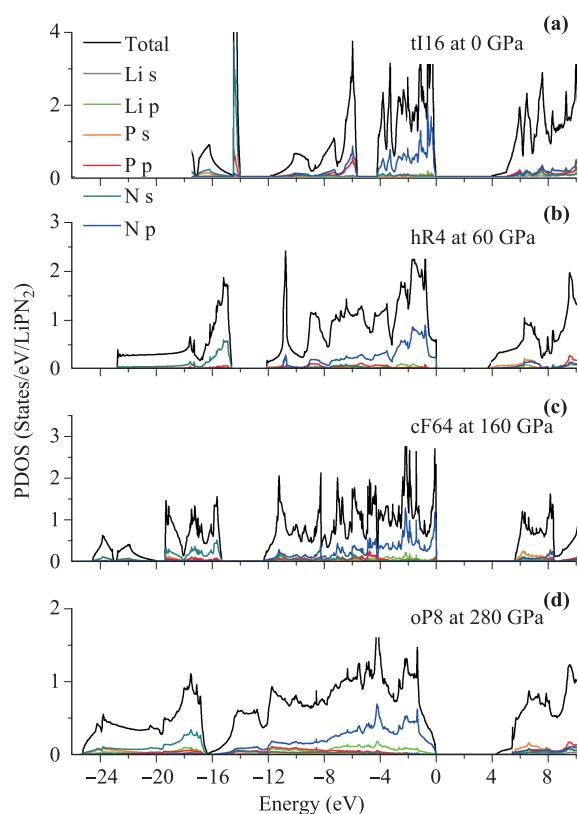 (a)
tI16 at 0 GPa
Total
Li s
Li p
P s
P p
N s
N p
4
2
0
(b)
hR4 at 60 GPa
3
2
1
0
(c)
cF64 at 160 GPa
3
2
1
0
(d)
oP8 at 280 GPa
2
1
0
PDOS (States/eV/LiPN₂)
−24 −20 −16 −12 −8 −4 0 4 8
Energy (eV)